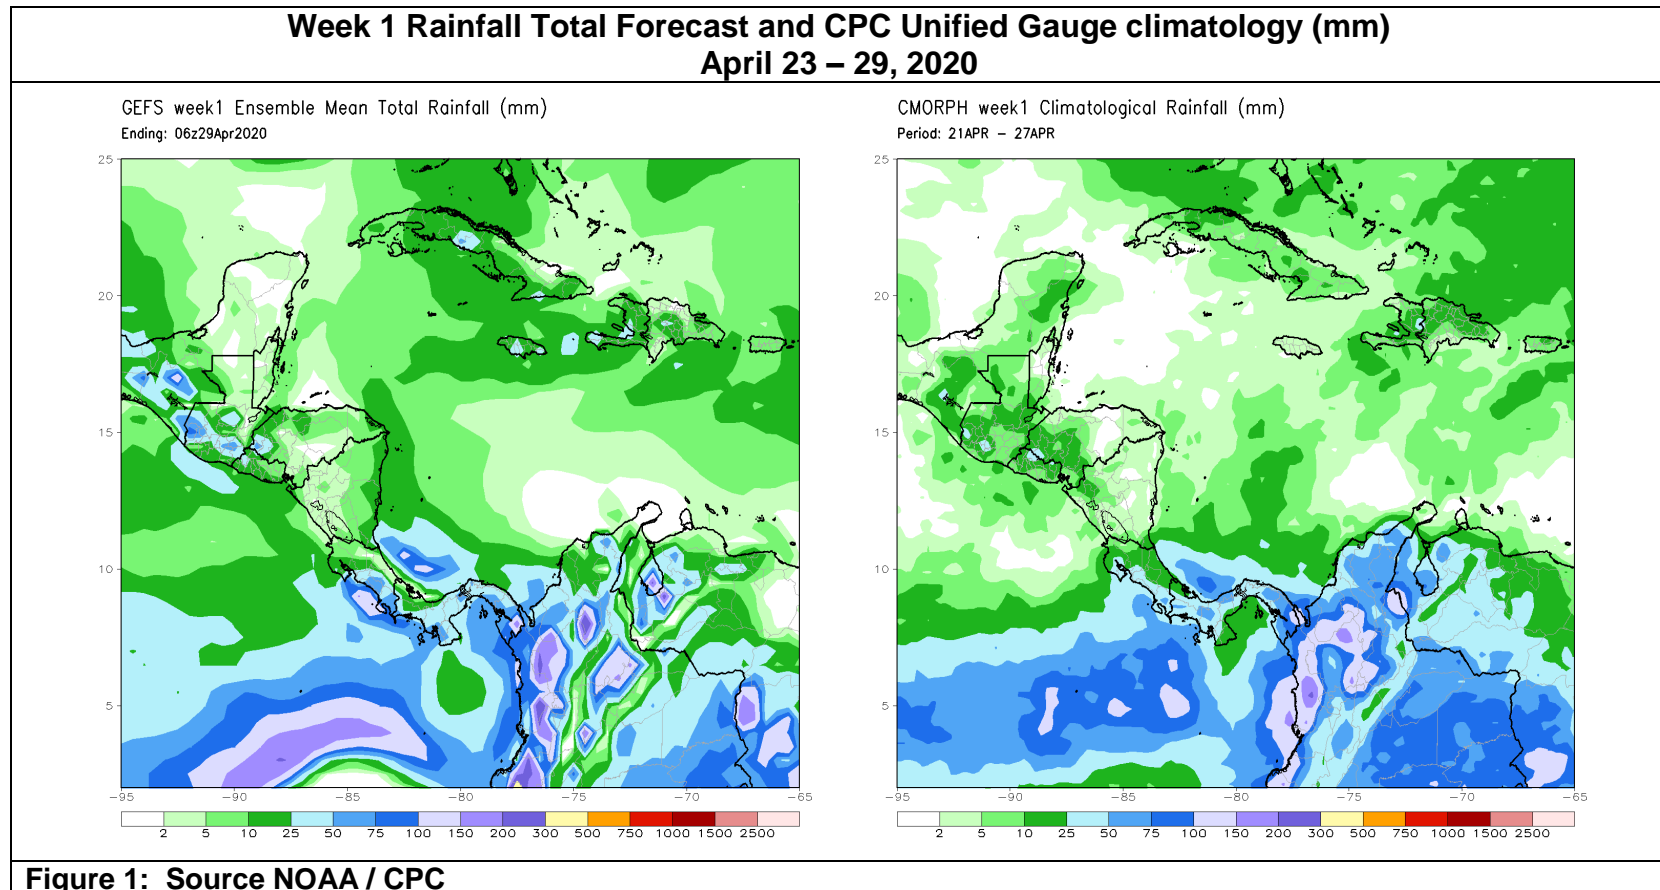 Week 1 Rainfall Total Forecast and CPC Unified Gauge climatology (mm)
April 23 – 29, 2020
GEFS week1 Ensemble Mean Total Rainfall (mm)
Ending: 06z29Apr2020
25
20
15
10
5
-95 -90 -85 -80 -75 -70 -65
2 5 10 25 50 75 100 150 200 300 500 750 1000 1500 2500
CMORPH week1 Climatological Rainfall (mm)
Period: 21APR - 27APR
25
20
15
10
5
-95 -90 -85 -80 -75 -70 -65
2 5 10 25 50 75 100 150 200 300 500 750 1000 1500 2500
Figure 1: Source NOAA / CPC